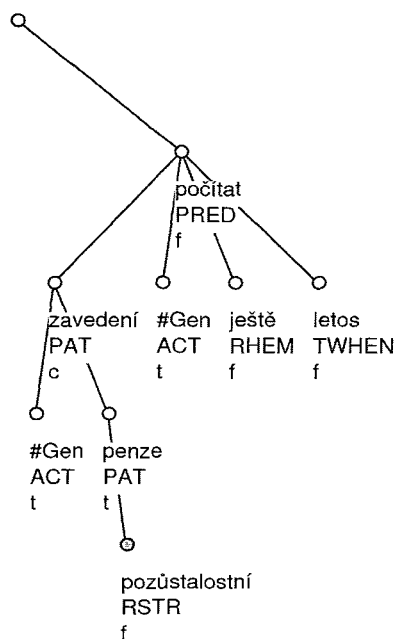 počítat
PRED
f
zavedení #Gen ještě letos
PAT ACT RHEM TWHEN
c t f f
#Gen penze
ACT PAT
t t
pozůstalostní
RSTR
f